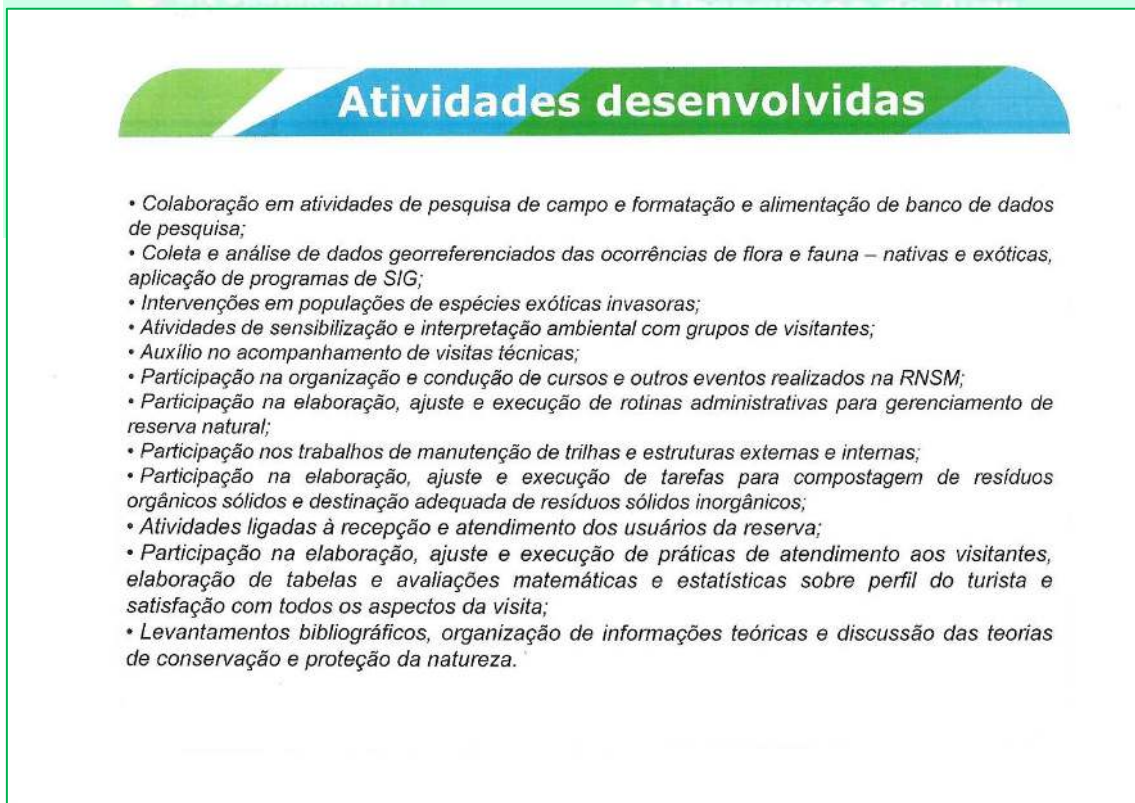 Atividades desenvolvidas
• Colaboração em atividades de pesquisa de campo e formatação e alimentação de banco de dados
de pesquisa;
• Coleta e análise de dados georreferenciados das ocorrências de flora e fauna – nativas e exóticas,
aplicação de programas de SIG;
• Intervenções em populações de espécies exóticas invasoras;
• Atividades de sensibilização e interpretação ambiental com grupos de visitantes;
• Auxílio no acompanhamento de visitas técnicas;
• Participação na organização e condução de cursos e outros eventos realizados na RNSM;
• Participação na elaboração, ajuste e execução de rotinas administrativas para gerenciamento de
reserva natural;
• Participação nos trabalhos de manutenção de trilhas e estruturas externas e internas;
• Participação na elaboração, ajuste e execução de tarefas para compostagem de resíduos
orgânicos sólidos e destinação adequada de resíduos sólidos inorgânicos;
• Atividades ligadas à recepção e atendimento dos usuários da reserva;
• Participação na elaboração, ajuste e execução de práticas de atendimento aos visitantes,
elaboração de tabelas e avaliações matemáticas e estatísticas sobre perfil do turista e
satisfação com todos os aspectos da visita;
• Levantamentos bibliográficos, organização de informações teóricas e discussão das teorias
de conservação e proteção da natureza.